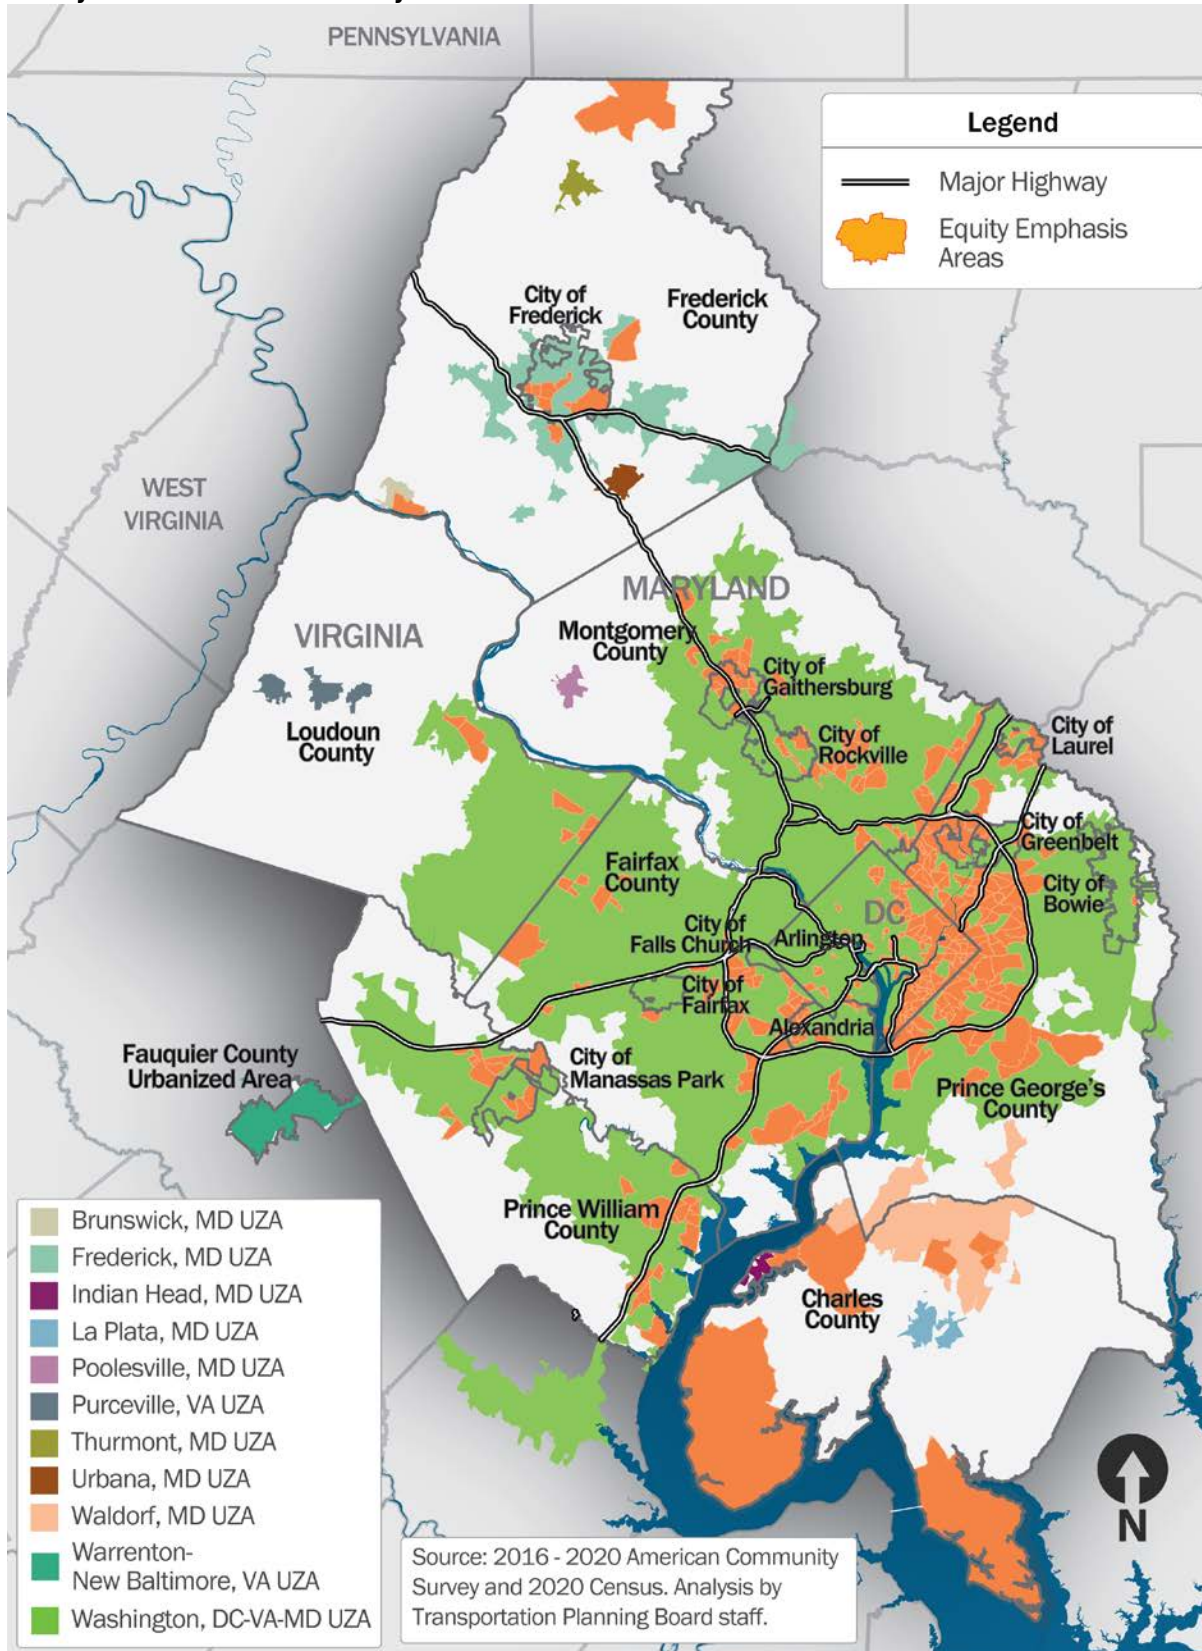 PENNSYLVANIA
Legend
Major Highway
Equity Emphasis
Areas
City of
Frederick
Frederick
County
WEST
VIRGINIA
MARYLAND
VIRGINIA
Montgomery
County
City of
Gaithersburg
Loudoun
County
City of
Rockville
City of
Laurel
City of
Greenbelt
Fairfax
County
City of
Bowie
DC
City of
Falls Church
Arlington
City of
Fairfax
Alexandria
Fauquier County
Urbanized Area
City of
Manassas Park
Prince George's
County
Prince William
County
Charles
County
Brunswick, MD UZA
Frederick, MD UZA
Indian Head, MD UZA
La Plata, MD UZA
Poolesville, MD UZA
Purceville, VA UZA
Thurmont, MD UZA
Urbana, MD UZA
Waldorf, MD UZA
Warrenton-
New Baltimore, VA UZA
Washington, DC-VA-MD UZA
Source: 2016 - 2020 American Community
Survey and 2020 Census. Analysis by
Transportation Planning Board staff.
N